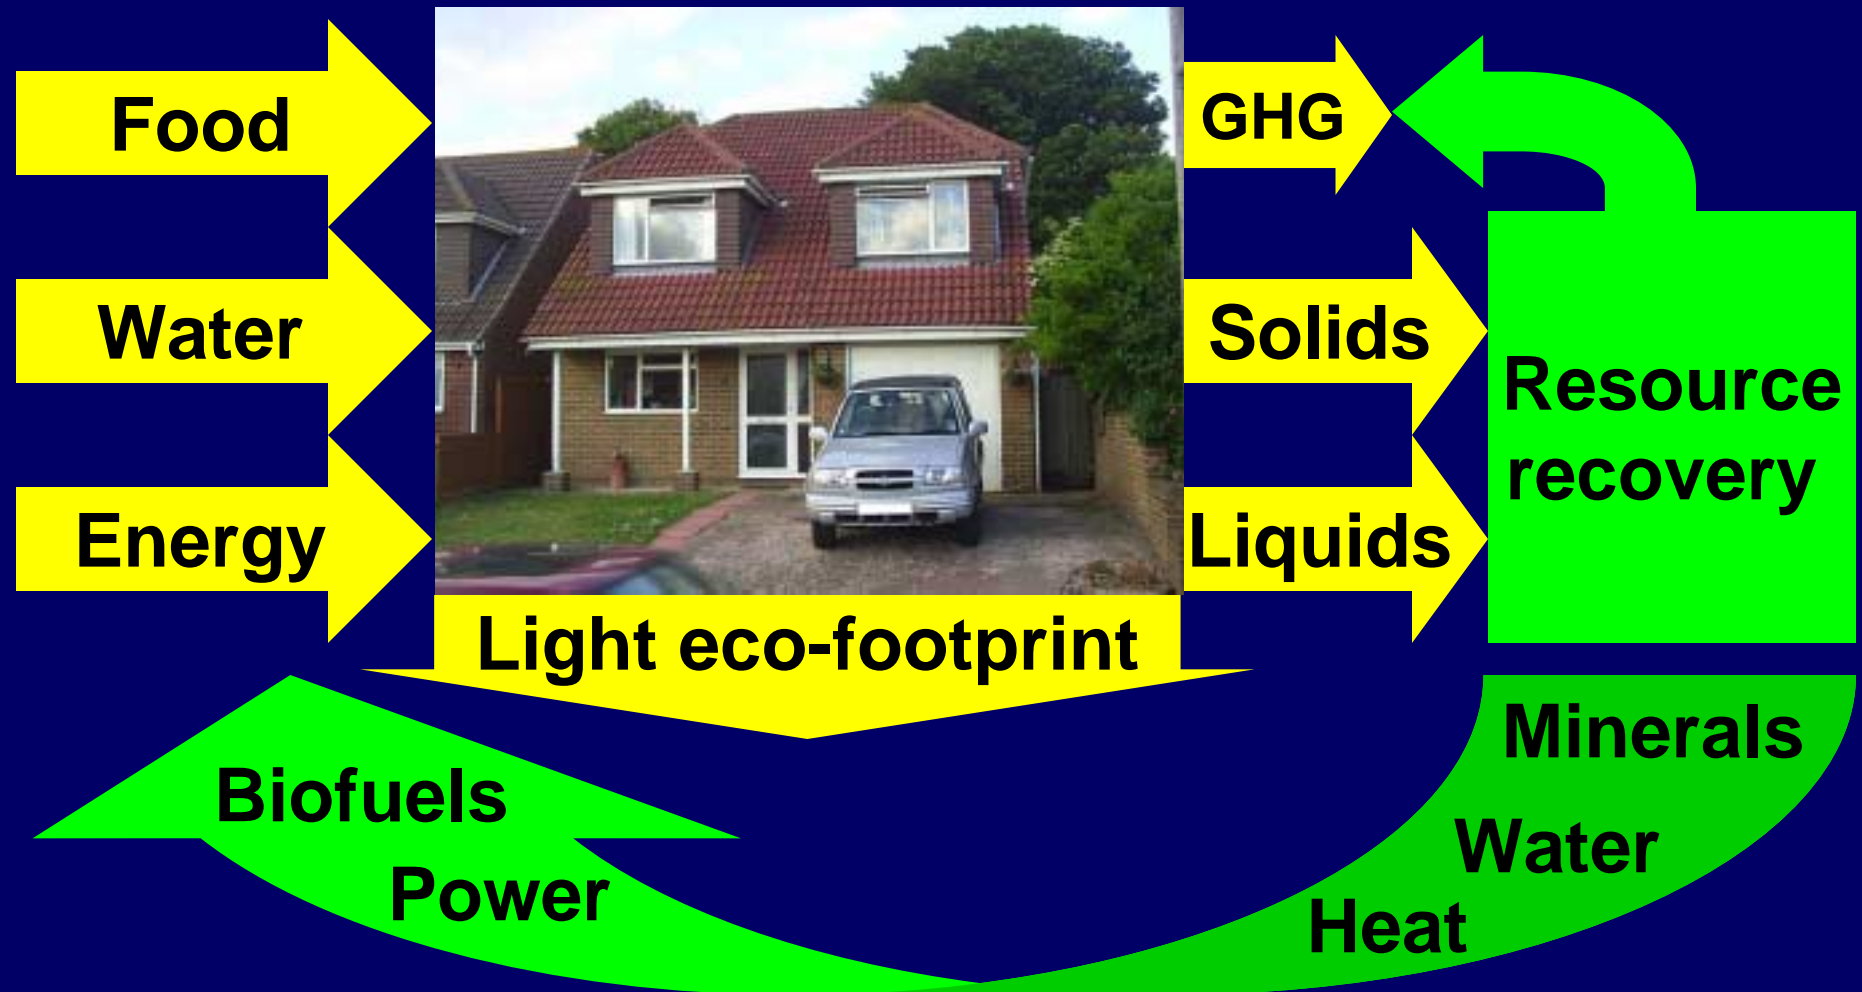 Food
Water
Energy
GHG
Solids
Liquids
Resource
recovery
Light eco-footprint
Minerals
Water
Heat
Power
Biofuels